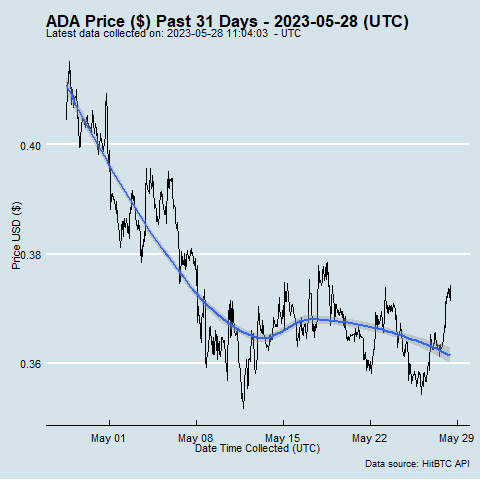 ADA Price ($) Past 31 Days - 2023-05-28 (UTC)
Latest data collected on: 2023-05-28 11:04:03 - UTC
0.40
0.38
0.36
Price USD ($)
May 01 May 08 May 15 May 22 May 29
Date Time Collected (UTC)
Data source: HitBTC API